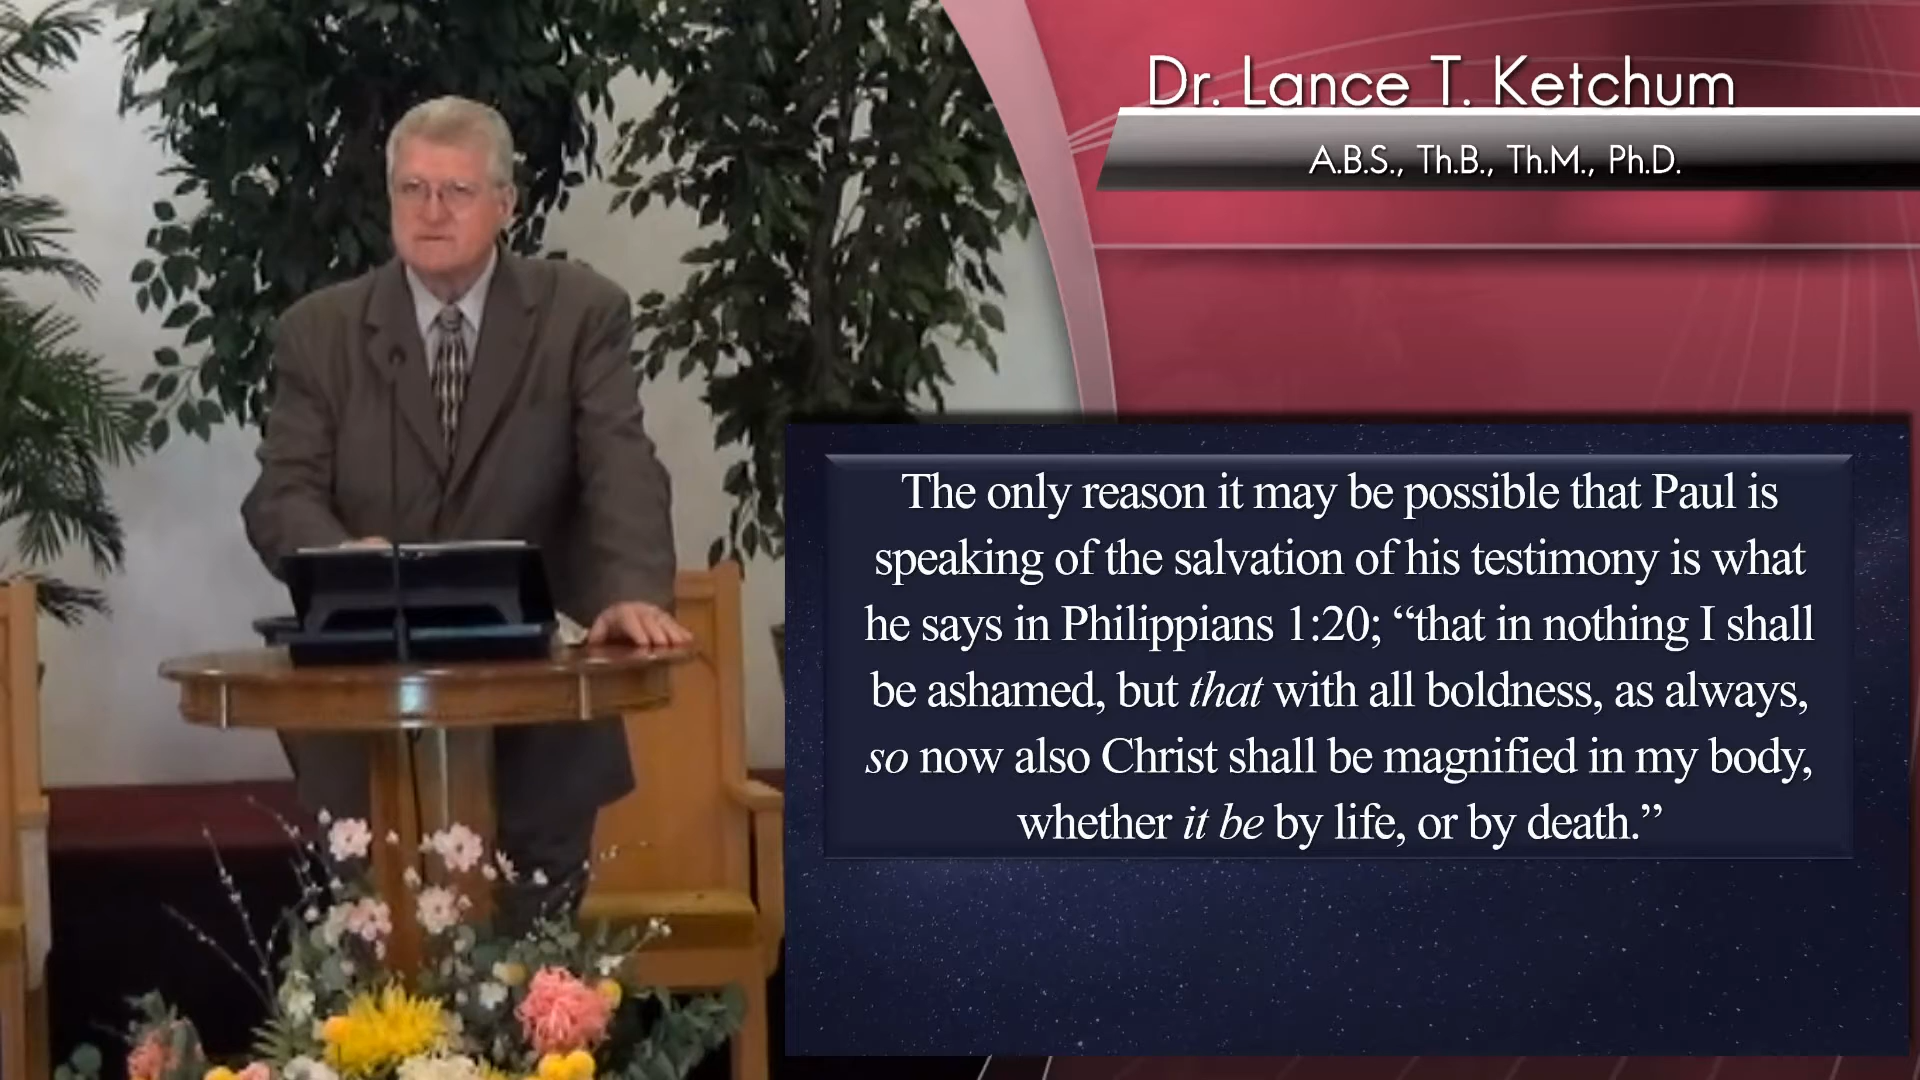 Dr. Lance T. Ketchum
A.B.S., Th.B., Th.M., Ph.D.
The only reason it may be possible that Paul is
speaking of the salvation of his testimony is what
he says in Philippians 1:20; “that in nothing I shall
be ashamed, but that with all boldness, as always,
so now also Christ shall be magnified in my body,
whether it be by life, or by death.”